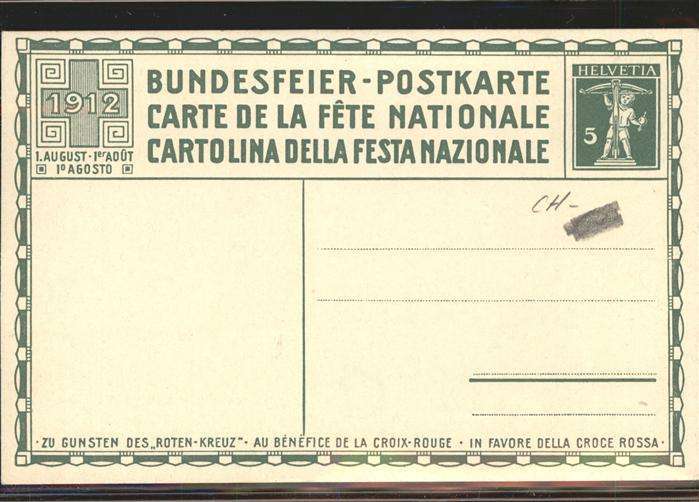 1912
1. AUGUST · 1er AOÛT
1º AGOSTO
BUNDESFEIER-POSTKARTE
CARTE DE LA FÊTE NATIONALE
CARTOLINA DELLA FESTA NAZIONALE
HELVETIA
5
CH-
· ZU GUNSTEN DES „ROTEN-KREUZ" · AU BÉNÉFICE DE LA CROIX-ROUGE · IN FAVORE DELLA CROCE ROSSA ·